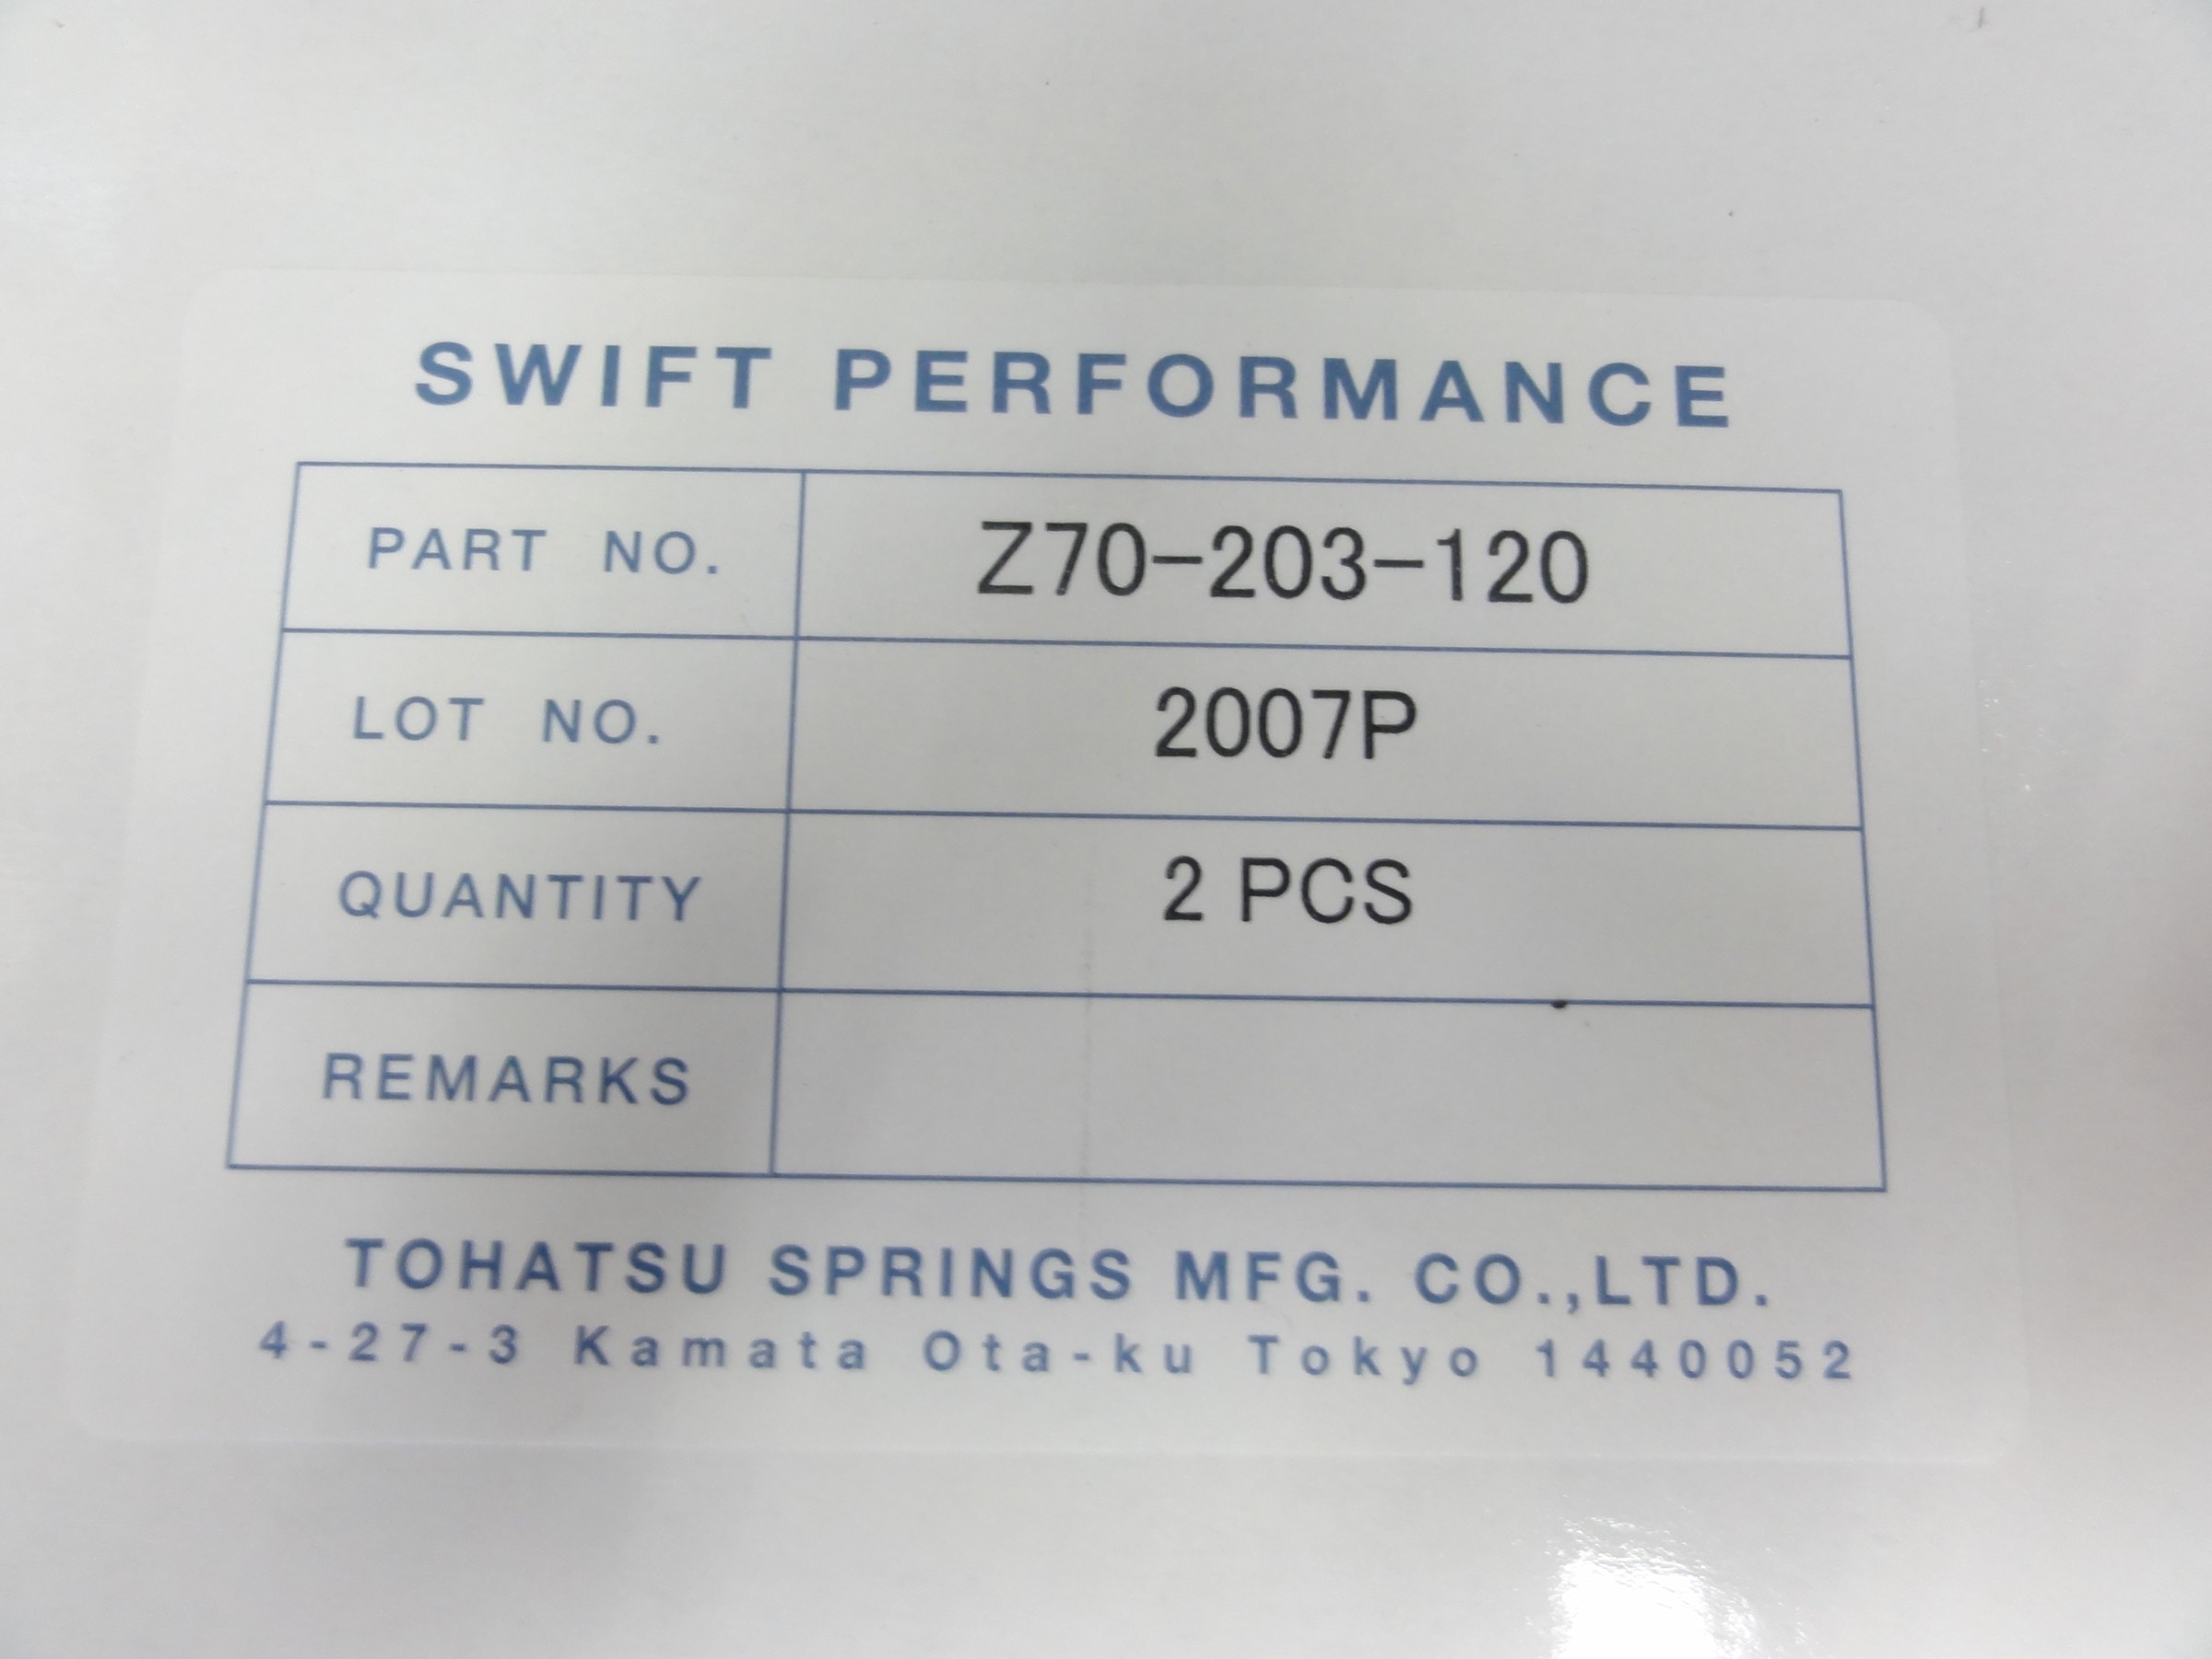 SWIFT PERFORMANCE
PART NO. Z70-203-120
LOT NO. 2007P
QUANTITY 2 PCS
REMARKS
TOHATSU SPRINGS MFG. CO.,LTD.
4-27-3 Kamata Ota-ku Tokyo 1440052